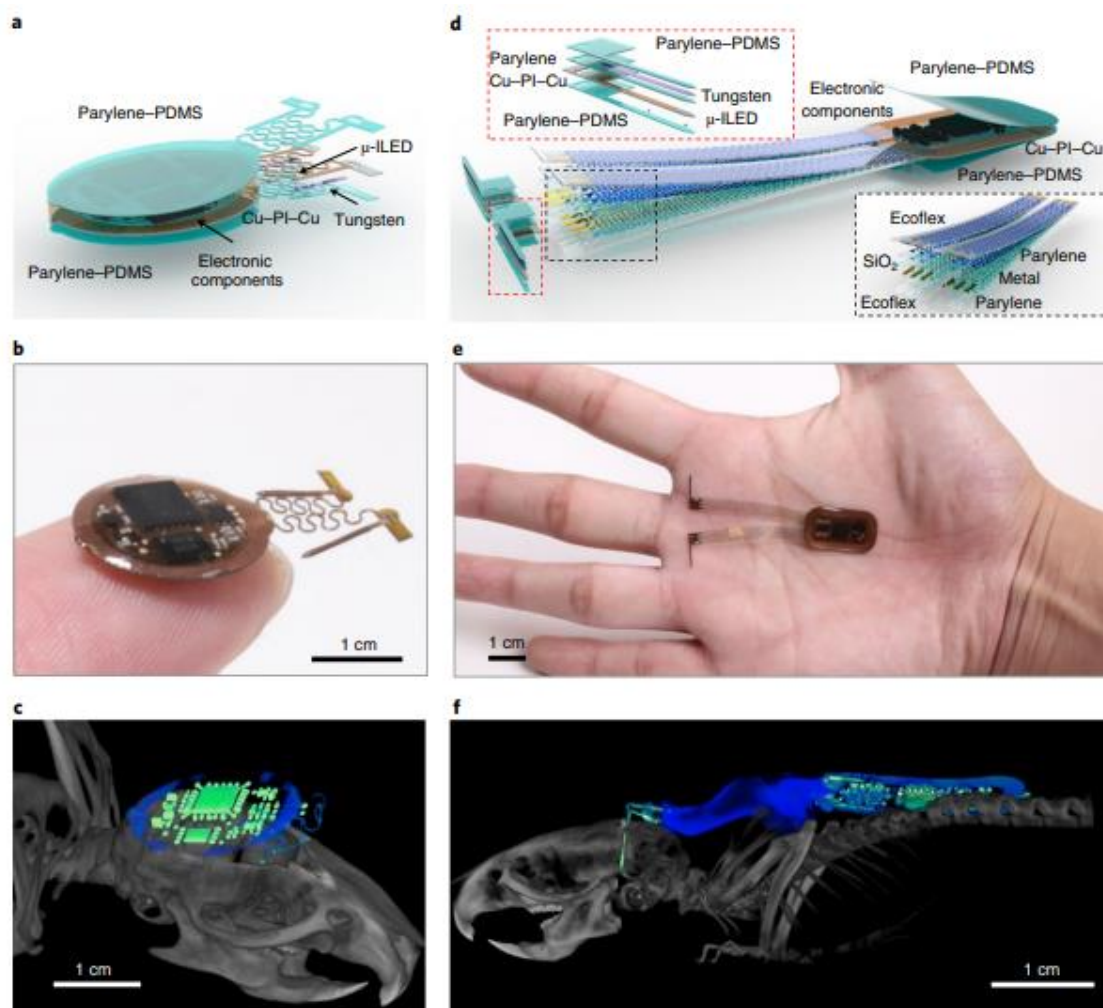 a
Parylene–PDMS
μ-ILED
Cu–PI–Cu
Tungsten
Electronic
components
Parylene–PDMS
d
Parylene–PDMS
Parylene
Cu–PI–Cu
Tungsten
μ-ILED
Parylene–PDMS
Parylene–PDMS
Electronic
components
Cu–PI–Cu
Parylene–PDMS
Ecoflex
SiO₂
Parylene
Metal
Ecoflex
Parylene
b
1 cm
e
1 cm
c
1 cm
f
1 cm